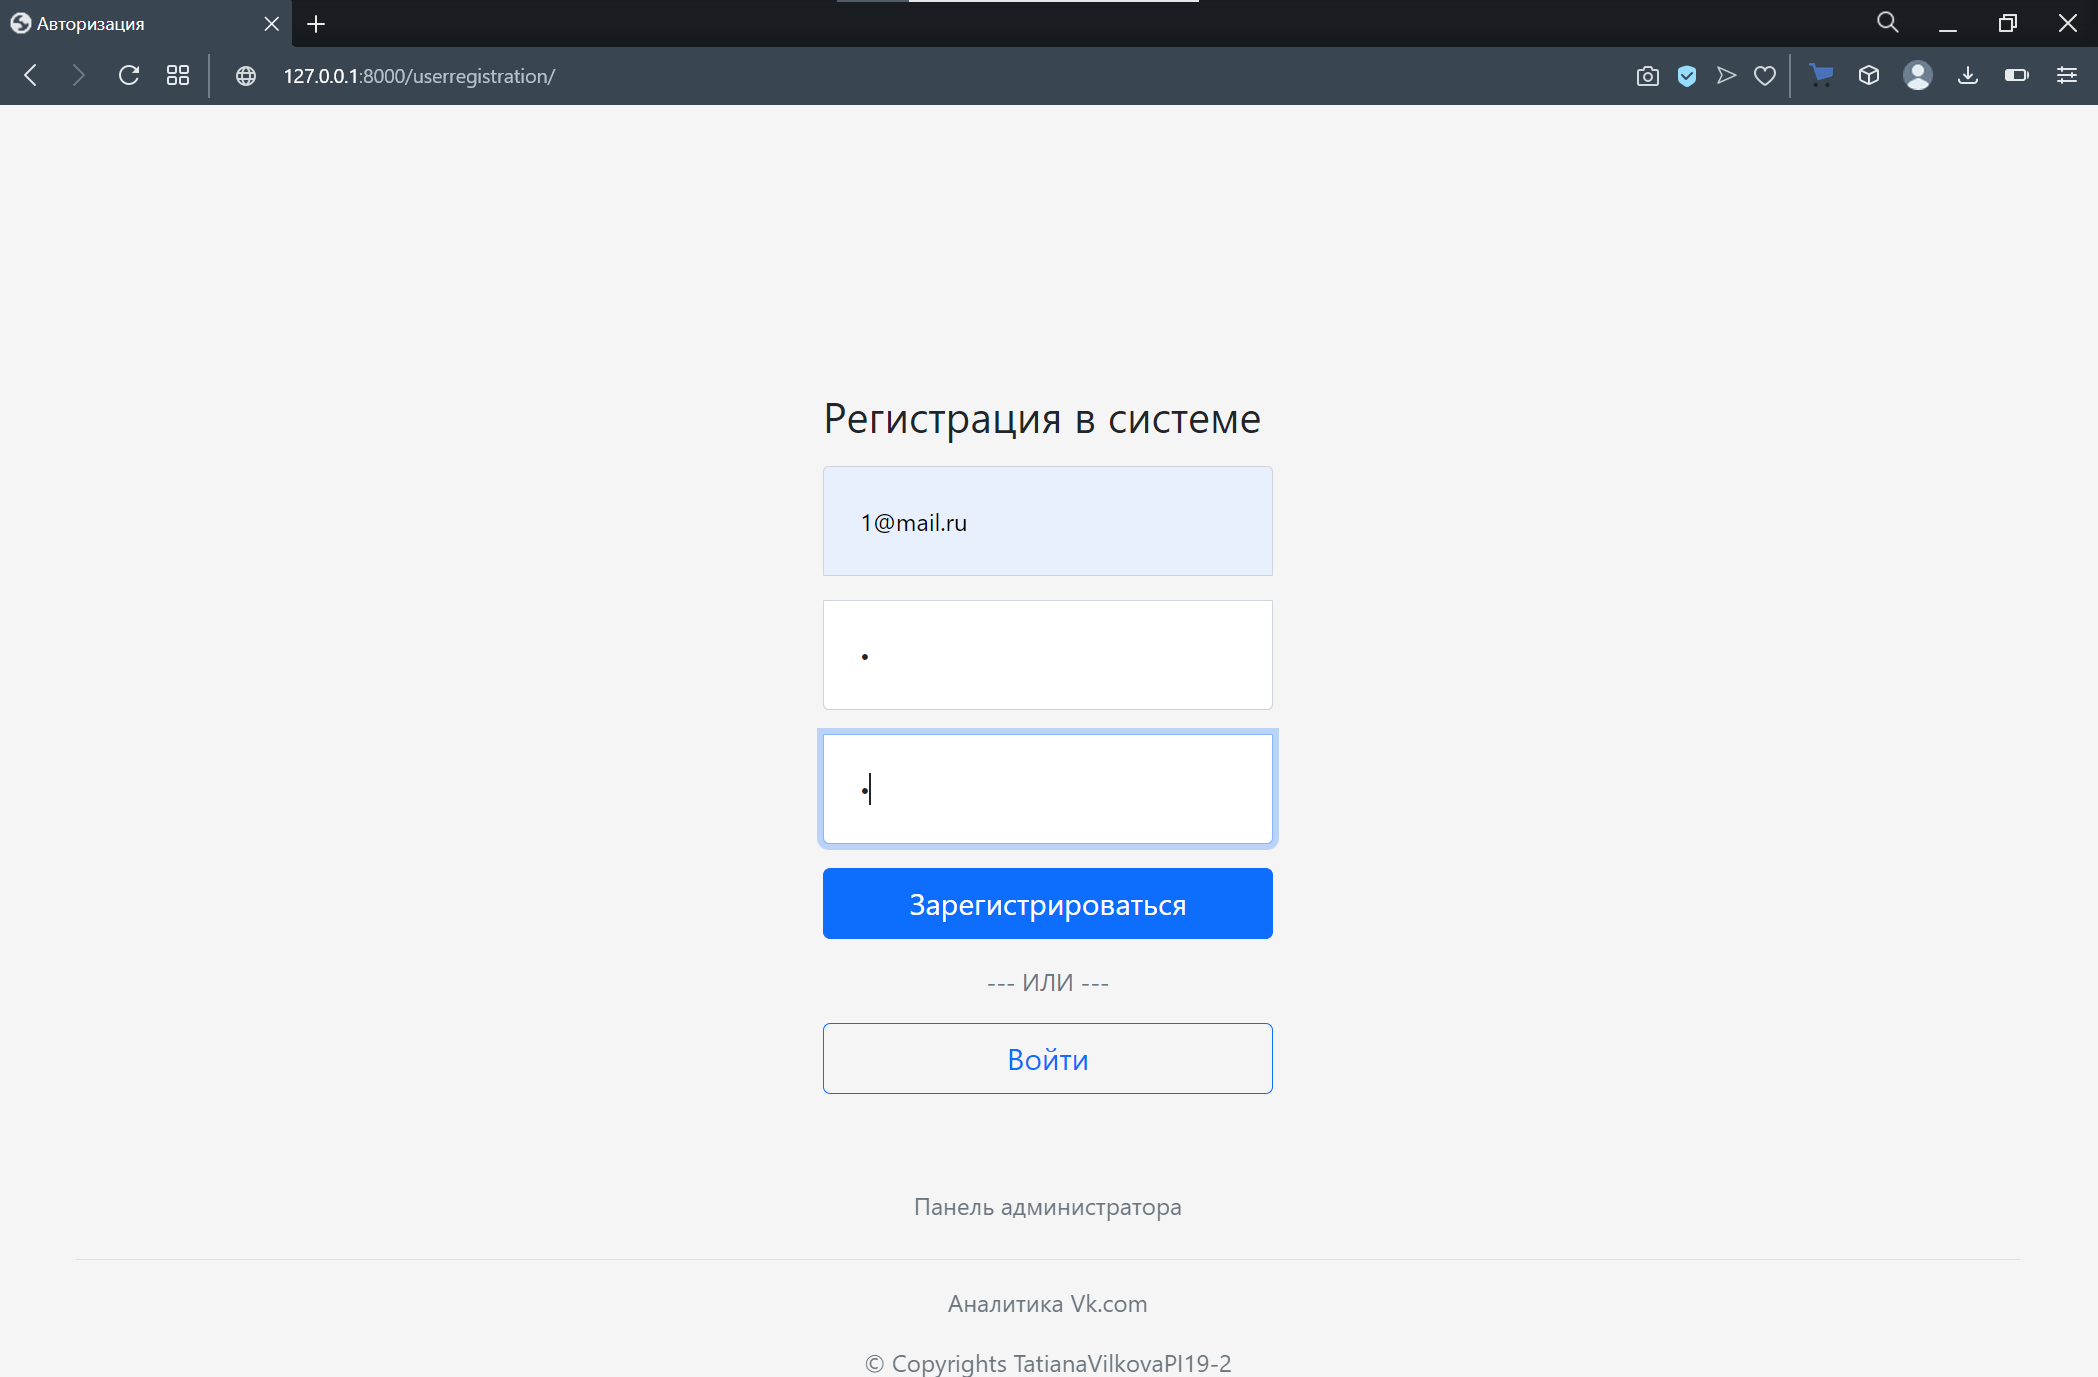 Авторизация
127.0.0.1:8000/userregistration/
Регистрация в системе
1@mail.ru
•
•
Зарегистрироваться
--- ИЛИ ---
Войти
Панель администратора
Аналитика Vk.com
© Copyrights TatianaVilkovaPI19-2